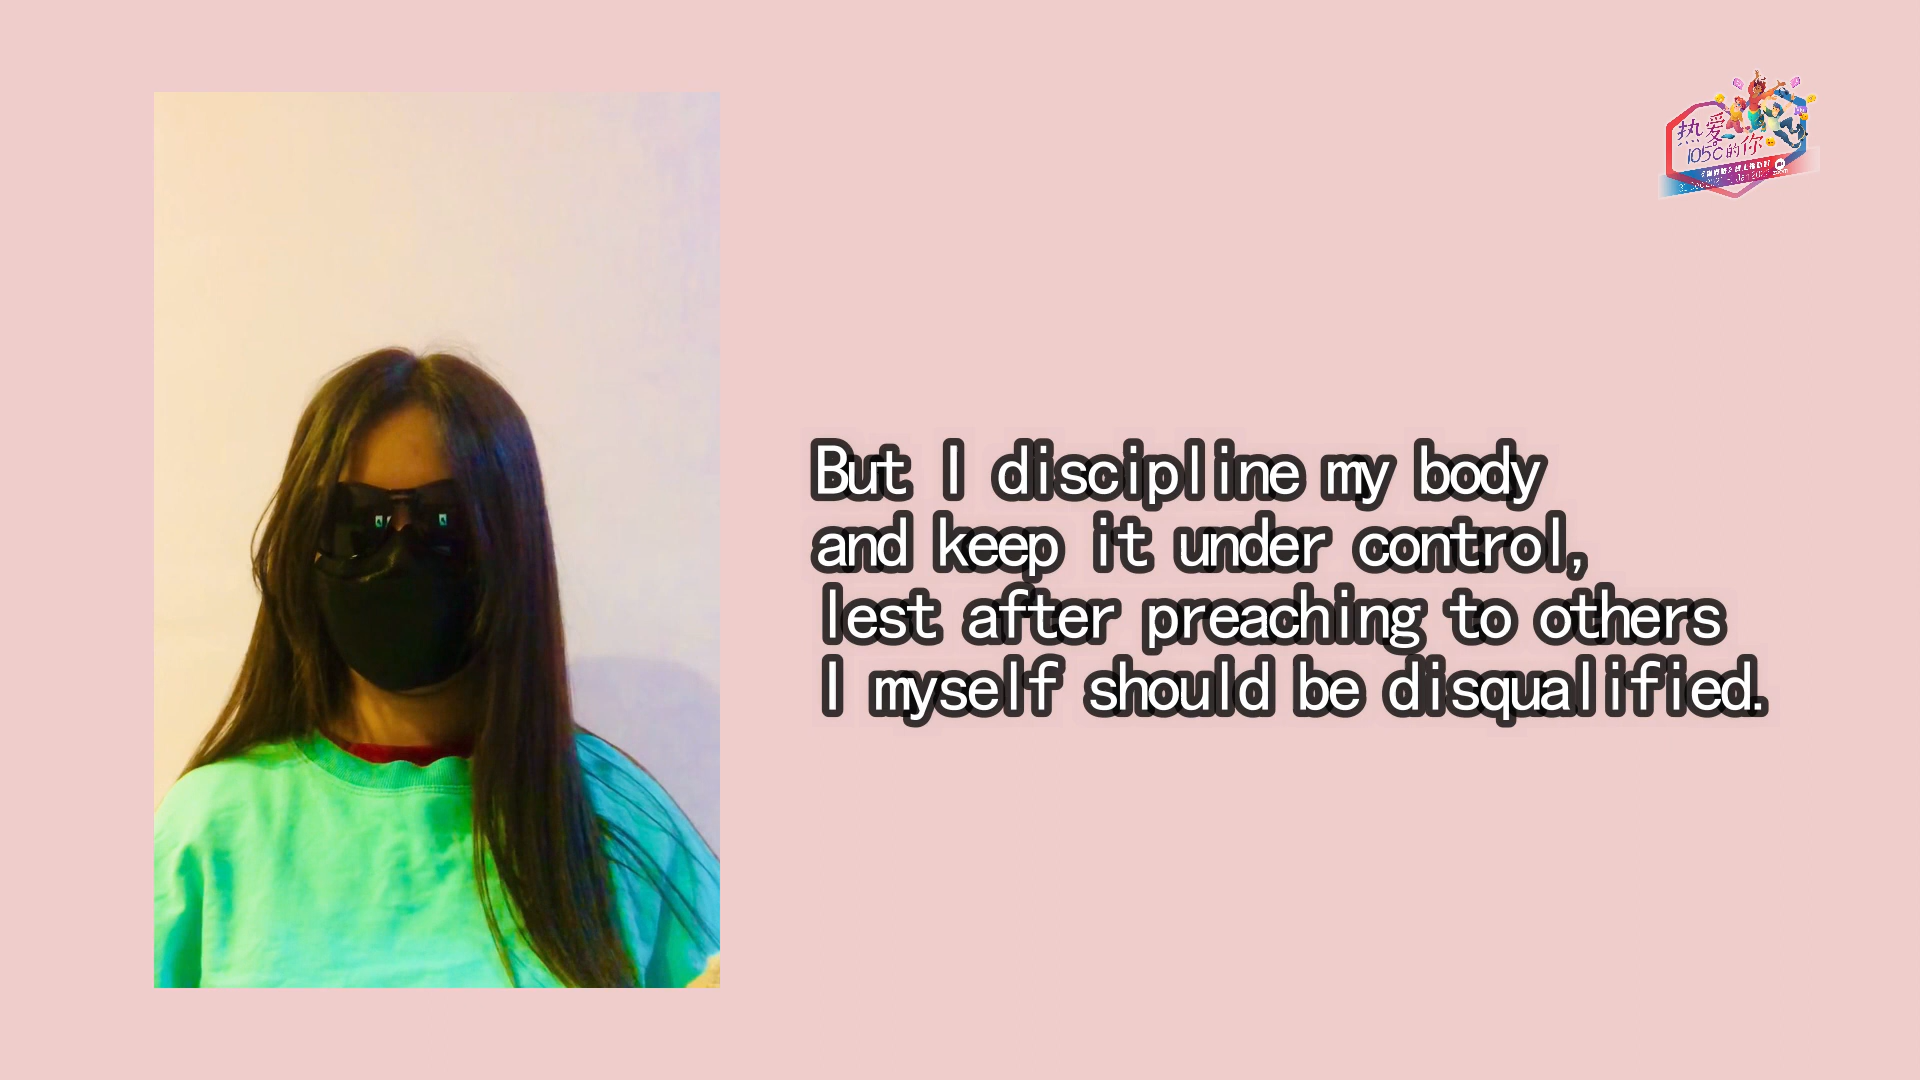 热爱
105°C的你
But I discipline my body
and keep it under control,
lest after preaching to others
I myself should be disqualified.